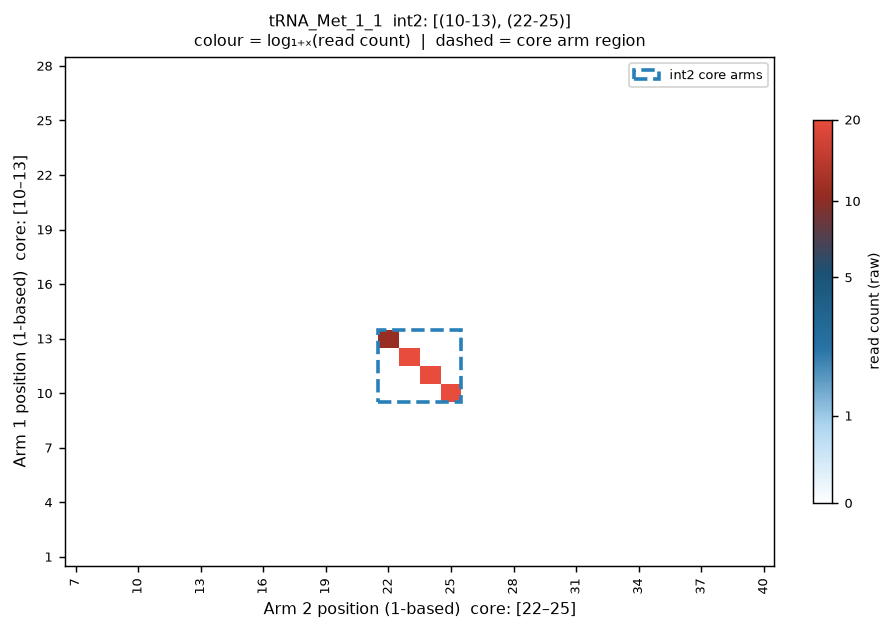 tRNA_Met_1_1  int2: [(10-13), (22-25)]
colour = log₁₊ₓ(read count)  |  dashed = core arm region
int2 core arms
Arm 1 position (1-based)  core: [10–13]
28
25
22
19
16
13
10
7
4
1
7 10 13 16 19 22 25 28 31 34 37 40
Arm 2 position (1-based)  core: [22–25]
20
10
5
1
0
read count (raw)